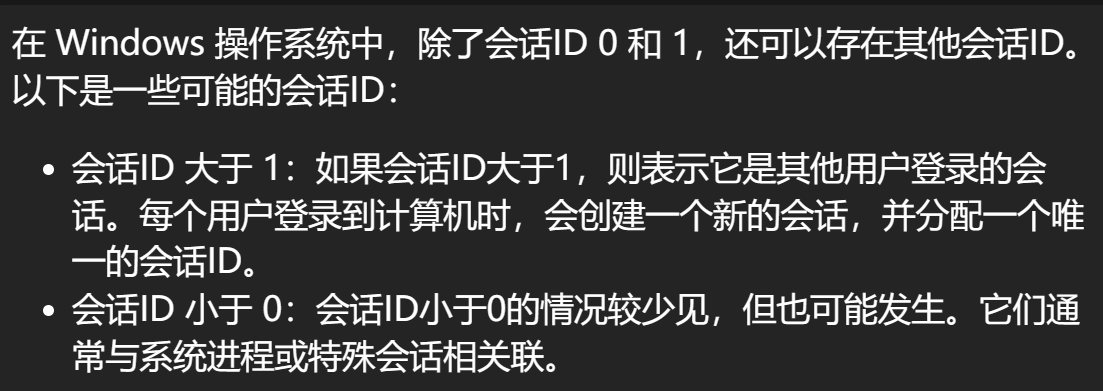 在 Windows 操作系统中，除了会话ID 0 和 1，还可以存在其他会话ID。
以下是一些可能的会话ID：
• 会话ID 大于 1：如果会话ID大于1，则表示它是其他用户登录的会
话。每个用户登录到计算机时，会创建一个新的会话，并分配一个唯
一的会话ID。
• 会话ID 小于 0：会话ID小于0的情况较少见，但也可能发生。它们通
常与系统进程或特殊会话相关联。